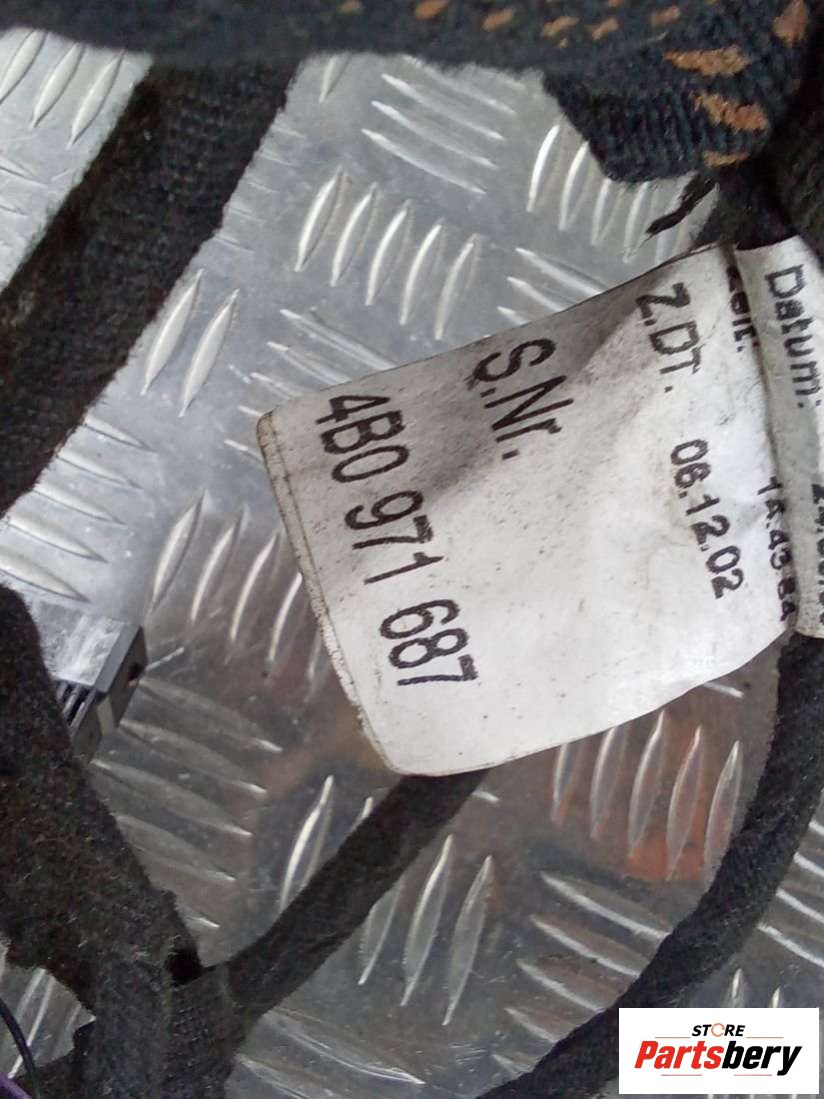 Datum:
Zeit:
Z.DT. 06.12.02
S.Nr.
4B0 971 687
STORE
Partsbery